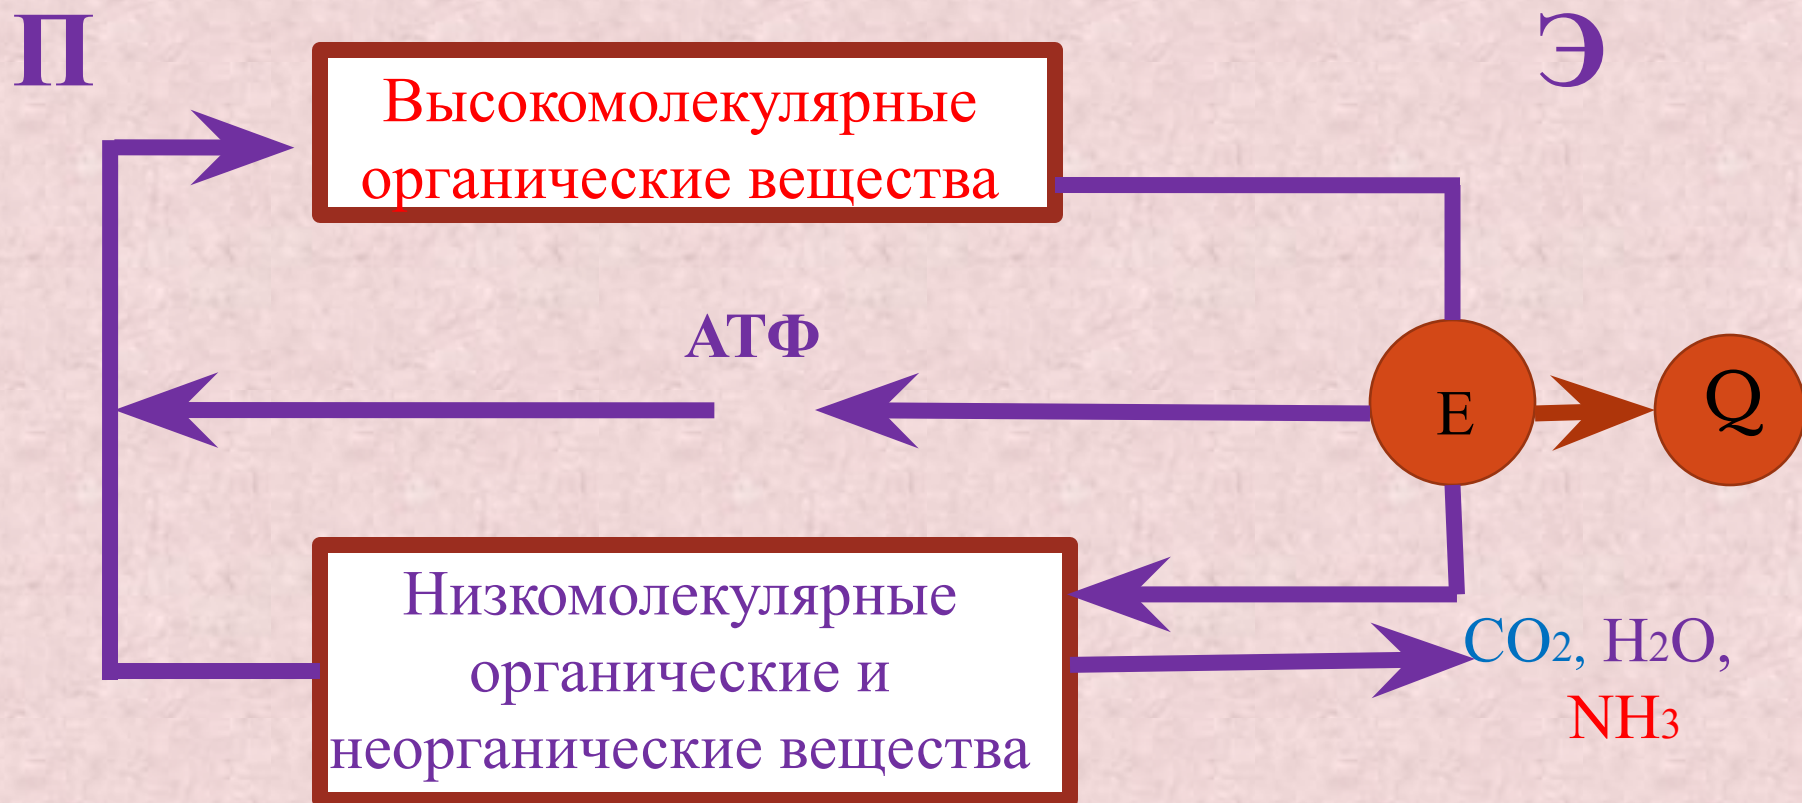 П
Э
Высокомолекулярные
органические вещества
АТФ
E
Q
Низкомолекулярные
органические и
неорганические вещества
CO2, H2O,
NH3